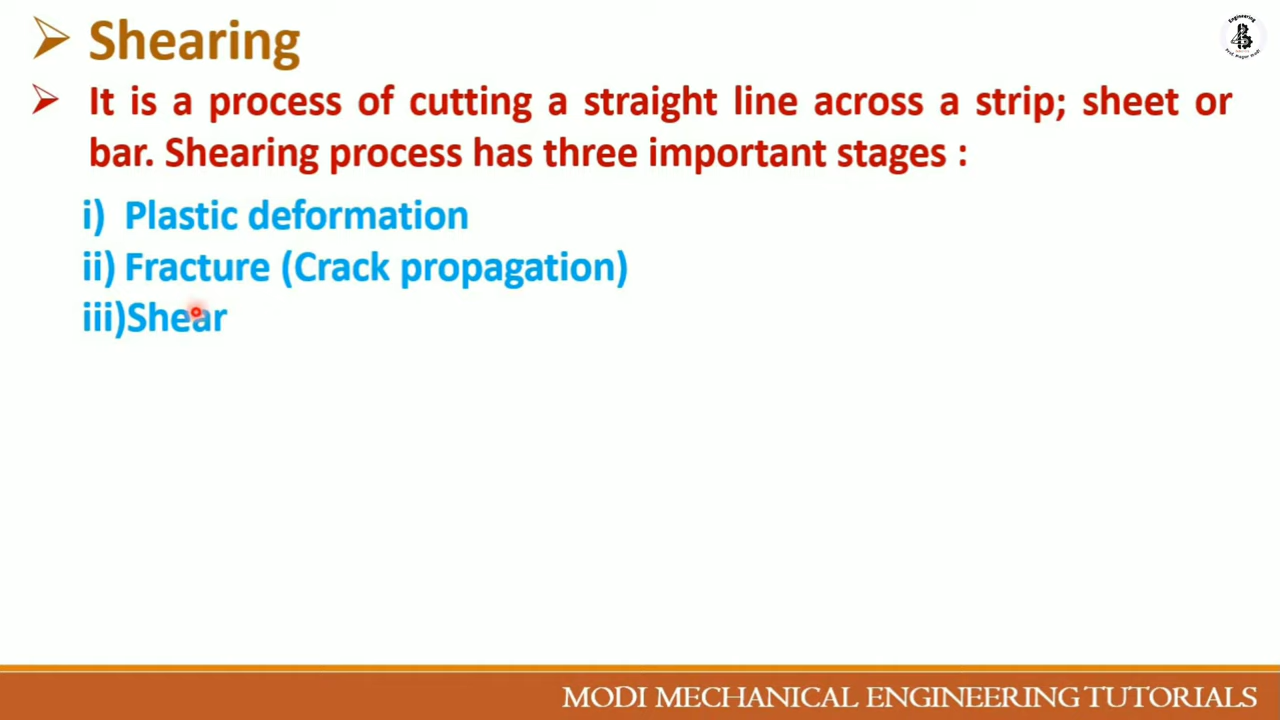 Shearing
It is a process of cutting a straight line across a strip; sheet or
bar. Shearing process has three important stages :
i) Plastic deformation
ii) Fracture (Crack propagation)
iii)Shear
Engineering
MODI MECHANICAL ENGINEERING TUTORIALS